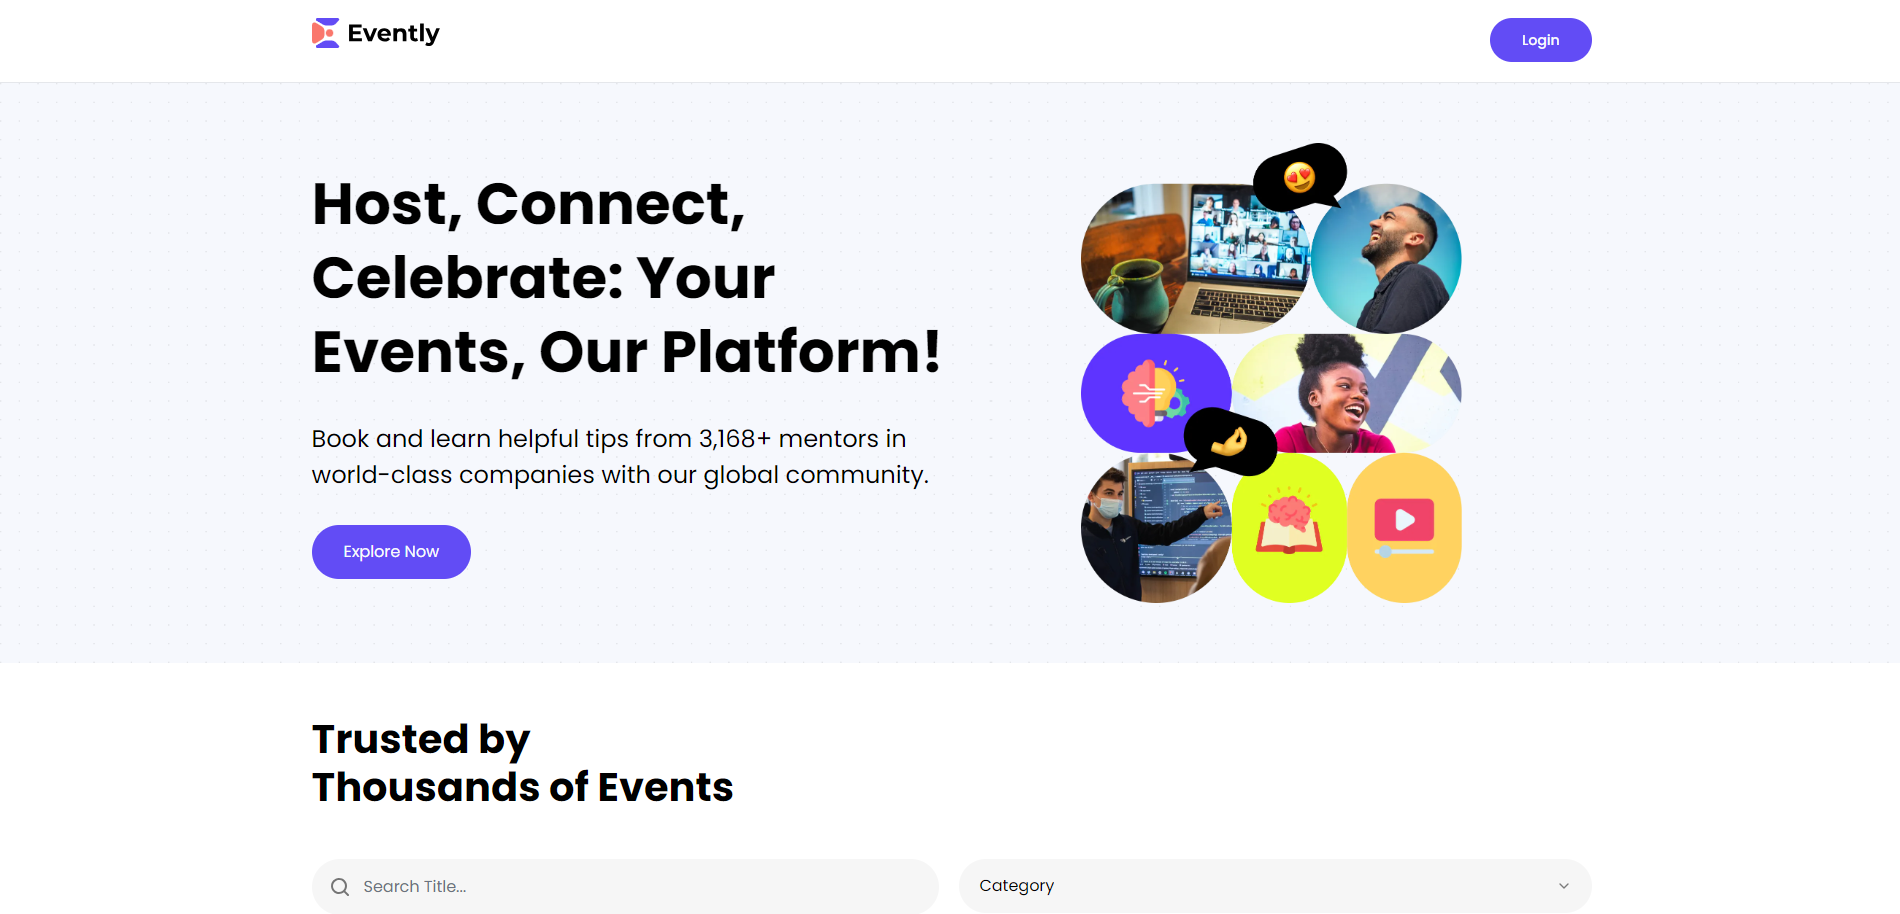 Evently
Login
Host, Connect,
Celebrate: Your
Events, Our Platform!
Book and learn helpful tips from 3,168+ mentors in
world-class companies with our global community.
Explore Now
Trusted by
Thousands of Events
Search Title...
Category